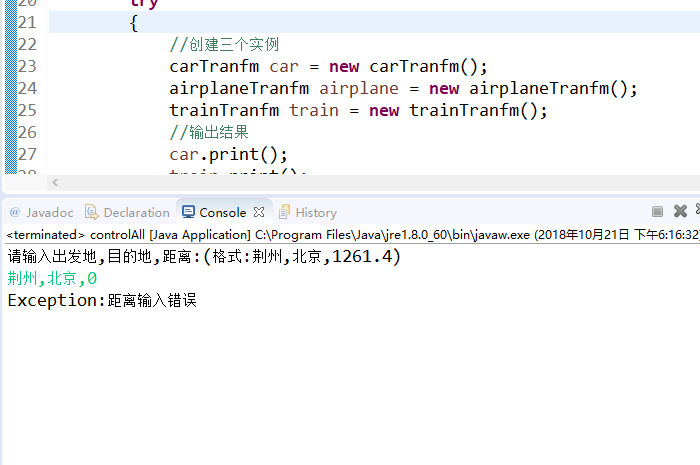 20 try
21 {
22 //创建三个实例
23 carTranfm car = new carTranfm();
24 airplaneTranfm airplane = new airplaneTranfm();
25 trainTranfm train = new trainTranfm();
26 //输出结果
27 car.print();
28 train.print();
@ Javadoc Declaration Console History
<terminated> controlAll [Java Application] C:\Program Files\Java\jre1.8.0_60\bin\javaw.exe (2018年10月21日 下午6:16:32)
请输入出发地,目的地,距离:(格式:荆州,北京,1261.4)
荆州,北京,0
Exception:距离输入错误